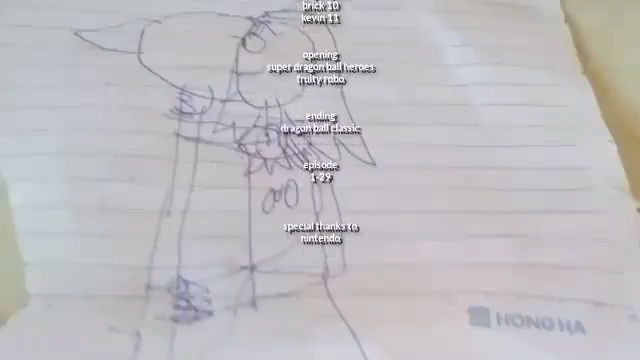 brick 10
kevin 11
opening
super dragon ball heroes
fruity robo
ending
dragon ball classic
episode
1-29
special thanks to
nintendo
HONG HA